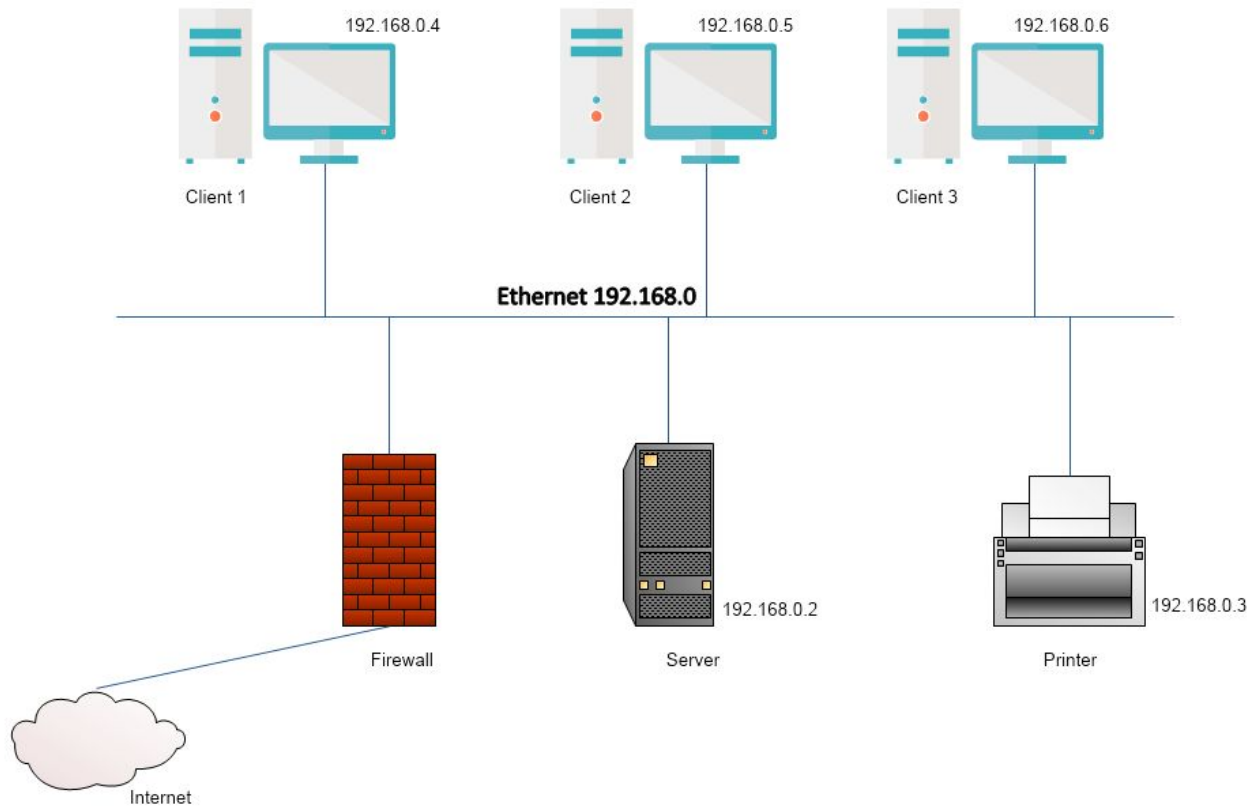 192.168.0.4
192.168.0.5
192.168.0.6
Client 1
Client 2
Client 3
Ethernet 192.168.0
192.168.0.2
192.168.0.3
Firewall
Server
Printer
Internet